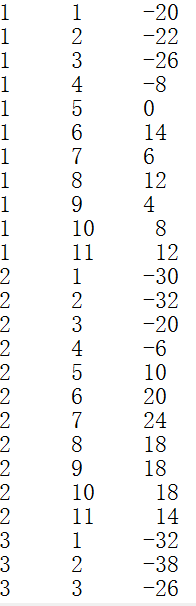 1 1 -20
1 2 -22
1 3 -26
1 4 -8
1 5 0
1 6 14
1 7 6
1 8 12
1 9 4
1 10 8
1 11 12
2 1 -30
2 2 -32
2 3 -20
2 4 -6
2 5 10
2 6 20
2 7 24
2 8 18
2 9 18
2 10 18
2 11 14
3 1 -32
3 2 -38
3 3 -26